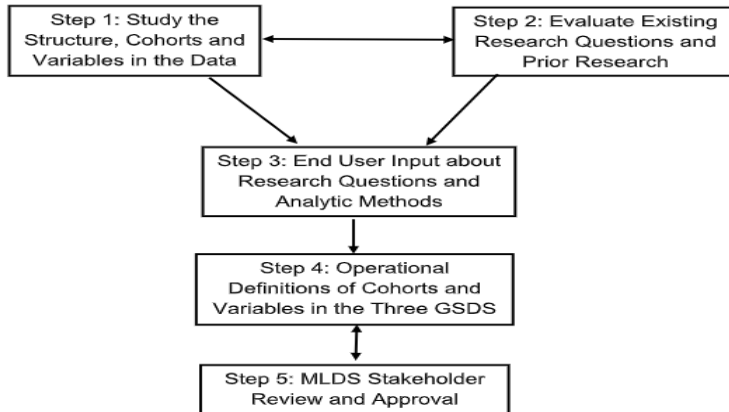 Step 1: Study the
Structure, Cohorts and
Variables in the Data
Step 2: Evaluate Existing
Research Questions and
Prior Research
Step 3: End User Input about
Research Questions and
Analytic Methods
Step 4: Operational
Definitions of Cohorts and
Variables in the Three GSDS
Step 5: MLDS Stakeholder
Review and Approval